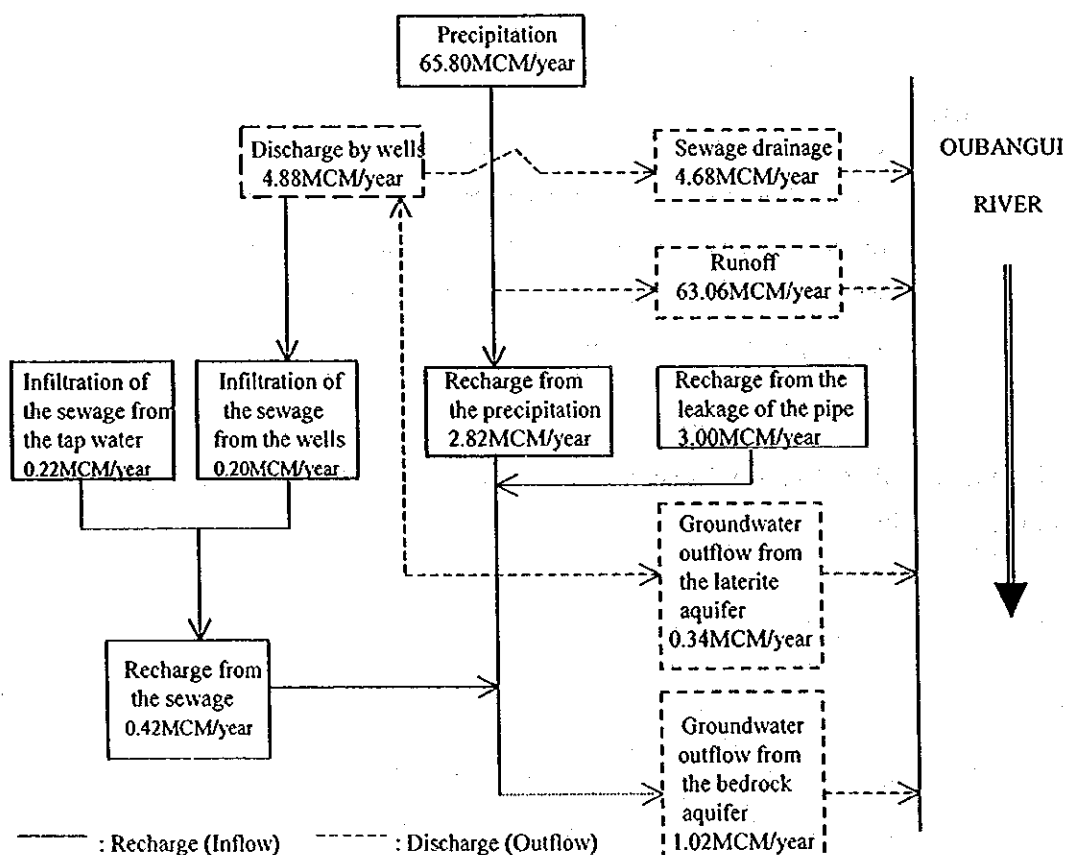 Precipitation
65.80MCM/year
Discharge by wells
4.88MCM/year
Sewage drainage
4.68MCM/year
OUBANGUI
RIVER
Runoff
63.06MCM/year
Infiltration of
the sewage from
the tap water
0.22MCM/year
Infiltration of
the sewage
from the wells
0.20MCM/year
Recharge from
the precipitation
2.82MCM/year
Recharge from the
leakage of the pipe
3.00MCM/year
Groundwater
outflow from
the laterite
aquifer
0.34MCM/year
Recharge from
the sewage
0.42MCM/year
Groundwater
outflow from
the bedrock
aquifer
1.02MCM/year
: Recharge (Inflow)
: Discharge (Outflow)